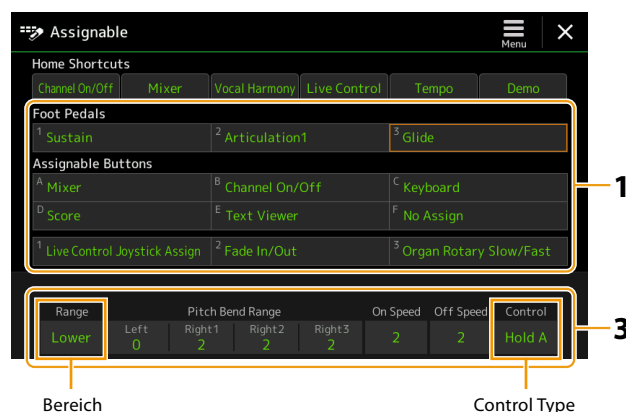 Assignable
Menu
Home Shortcuts
Channel On/Off Mixer Vocal Harmony Live Control Tempo Demo
Foot Pedals
1 Sustain 2 Articulation1 3 Glide
Assignable Buttons
A Mixer B Channel On/Off C Keyboard
1
D Score E Text Viewer F No Assign
1 Live Control Joystick Assign 2 Fade In/Out 3 Organ Rotary Slow/Fast
Range Pitch Bend Range On Speed Off Speed Control
Left Right1 Right2 Right3
Lower 0 2 2 2 2 2 Hold A
3
Bereich Control Type